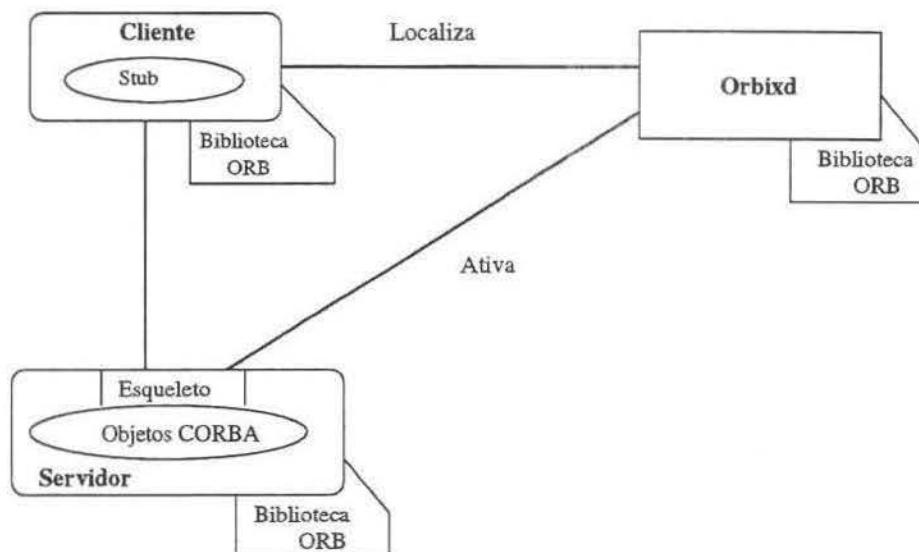 Cliente
Localiza
Stub
Orbixd
Biblioteca
ORB
Biblioteca
ORB
Ativa
Esqueleto
Objetos CORBA
Servidor
Biblioteca
ORB